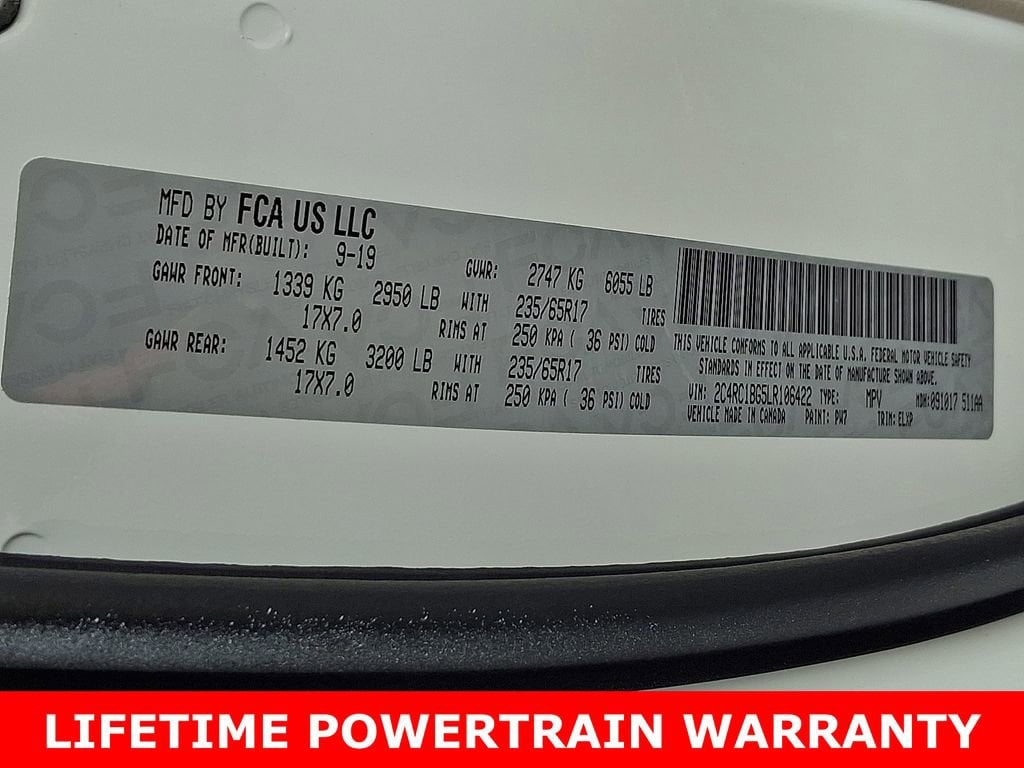 MFD BY FCA US LLC
DATE OF MFR(BUILT): 9-19 GVWR: 2747 KG 6055 LB
GAWR FRONT: 1339 KG 2950 LB WITH 235/65R17 TIRES
17X7.0 RIMS AT 250 KPA ( 36 PSI) COLD
GAWR REAR: 1452 KG 3200 LB WITH 235/65R17 TIRES
17X7.0 RIMS AT 250 KPA ( 36 PSI) COLD
THIS VEHICLE CONFORMS TO ALL APPLICABLE U.S.A. FEDERAL MOTOR VEHICLE SAFETY
STANDARDS IN EFFECT ON THE DATE OF MANUFACTURE SHOWN ABOVE.
VIN: 2C4RC1BG5LR106422 TYPE: MPV MDH:091017 511AA
VEHICLE MADE IN CANADA PAINT: PW7 TRIM: ELXP
LIFETIME POWERTRAIN WARRANTY